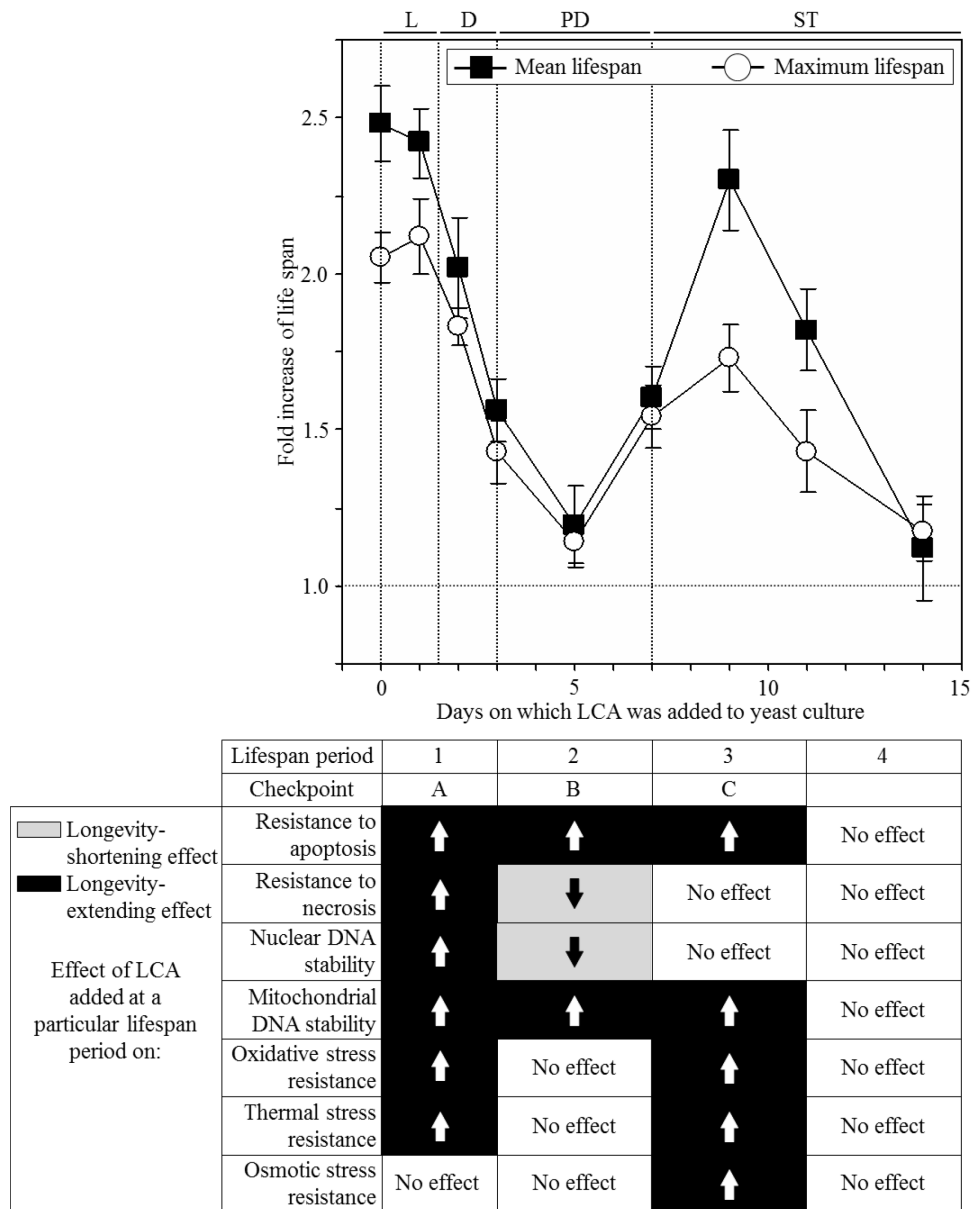 L D PD ST
Mean lifespan Maximum lifespan
2.5
2.0
1.5
1.0
Fold increase of life span
0 5 10 15
Days on which LCA was added to yeast culture
Lifespan period 1 2 3 4
Checkpoint A B C
Longevity-
shortening effect
Longevity-
extending effect
Effect of LCA
added at a
particular lifespan
period on:
Resistance to
apoptosis
No effect
Resistance to
necrosis
No effect No effect
Nuclear DNA
stability
No effect No effect
Mitochondrial
DNA stability
No effect
Oxidative stress
resistance
No effect No effect
Thermal stress
resistance
No effect No effect
Osmotic stress
resistance
No effect No effect No effect